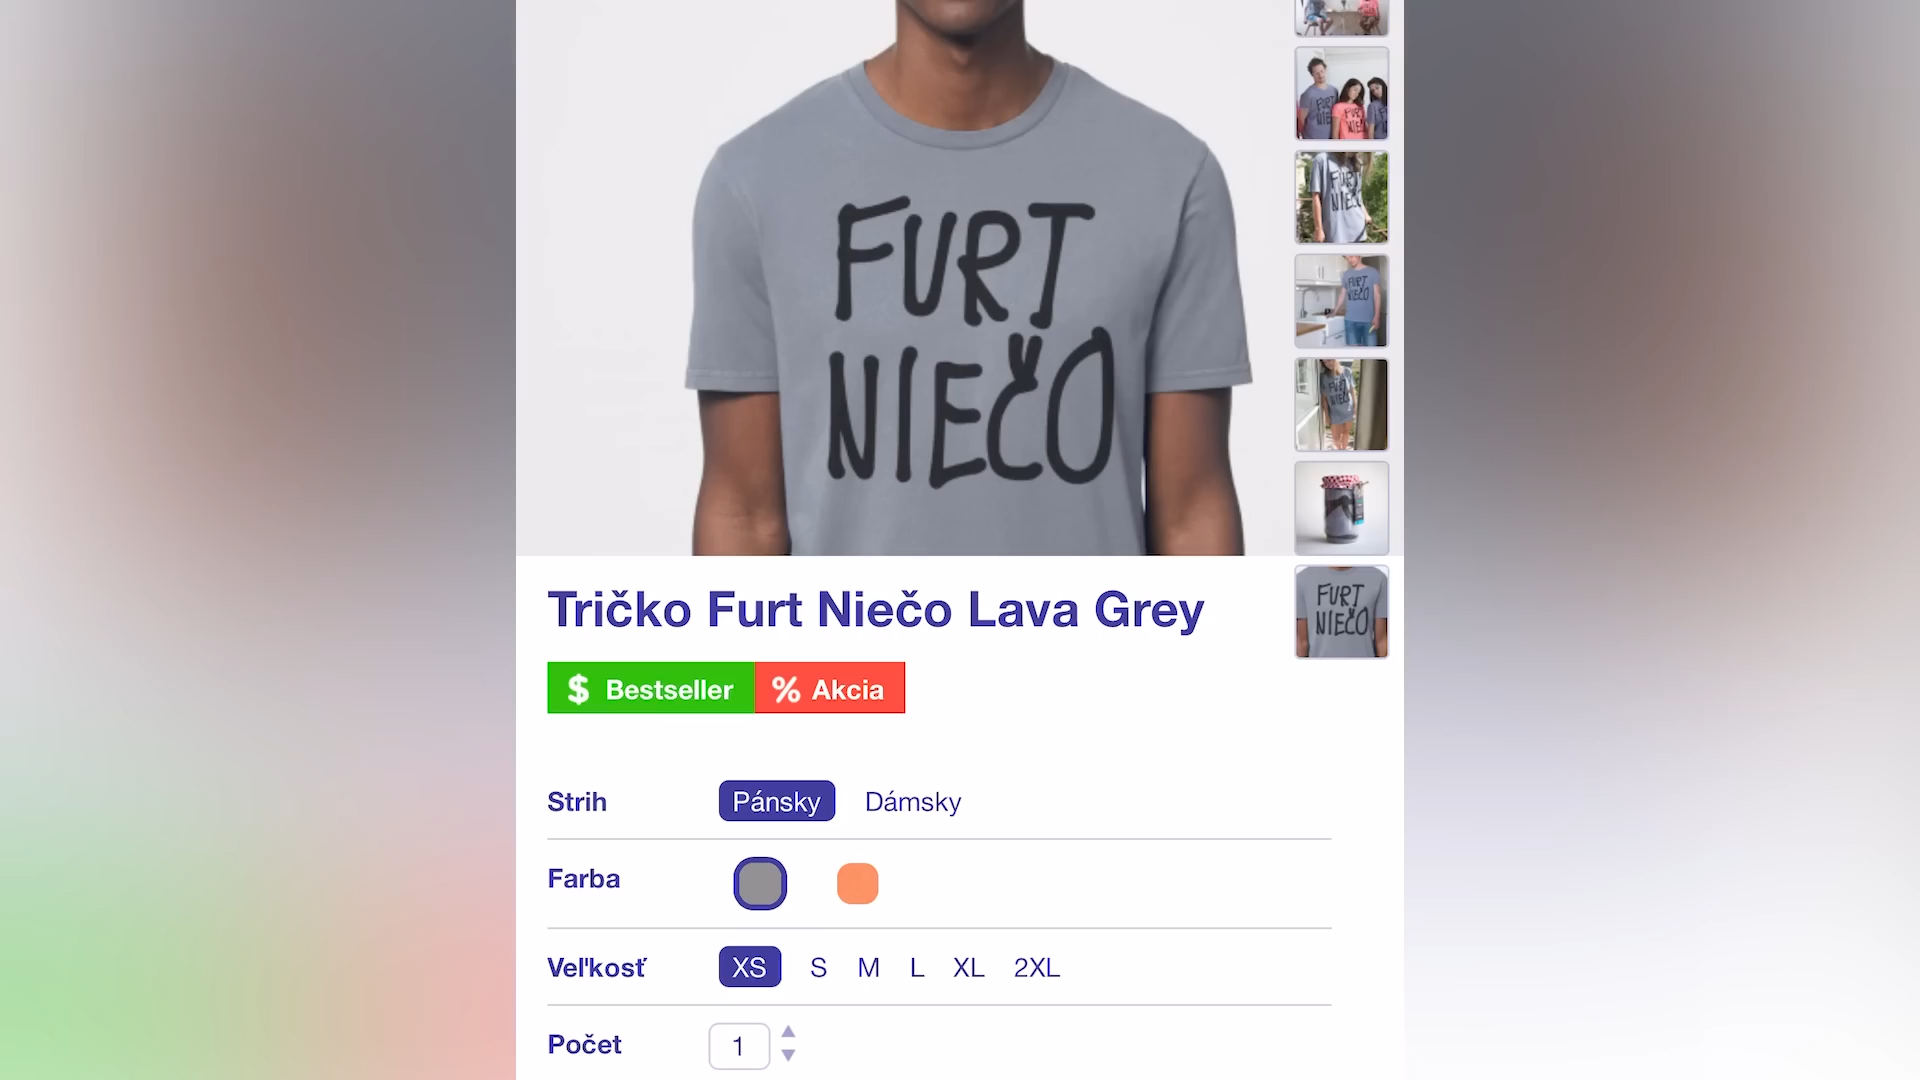 FURT
NIEČO
Tričko Furt Niečo Lava Grey
$ Bestseller % Akcia
Strih Pánsky Dámsky
Farba
Veľkosť XS S M L XL 2XL
Počet 1